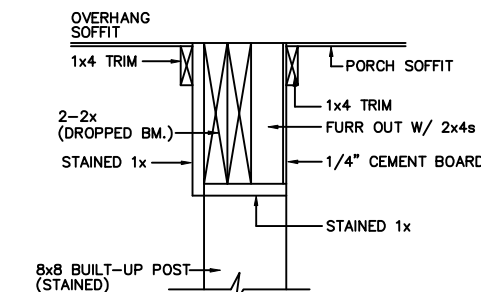 OVERHANG
SOFFIT
1x4 TRIM
PORCH SOFFIT
1x4 TRIM
2-2x
(DROPPED BM.)
FURR OUT W/ 2x4s
STAINED 1x
1/4" CEMENT BOARD
STAINED 1x
8x8 BUILT-UP POST
(STAINED)